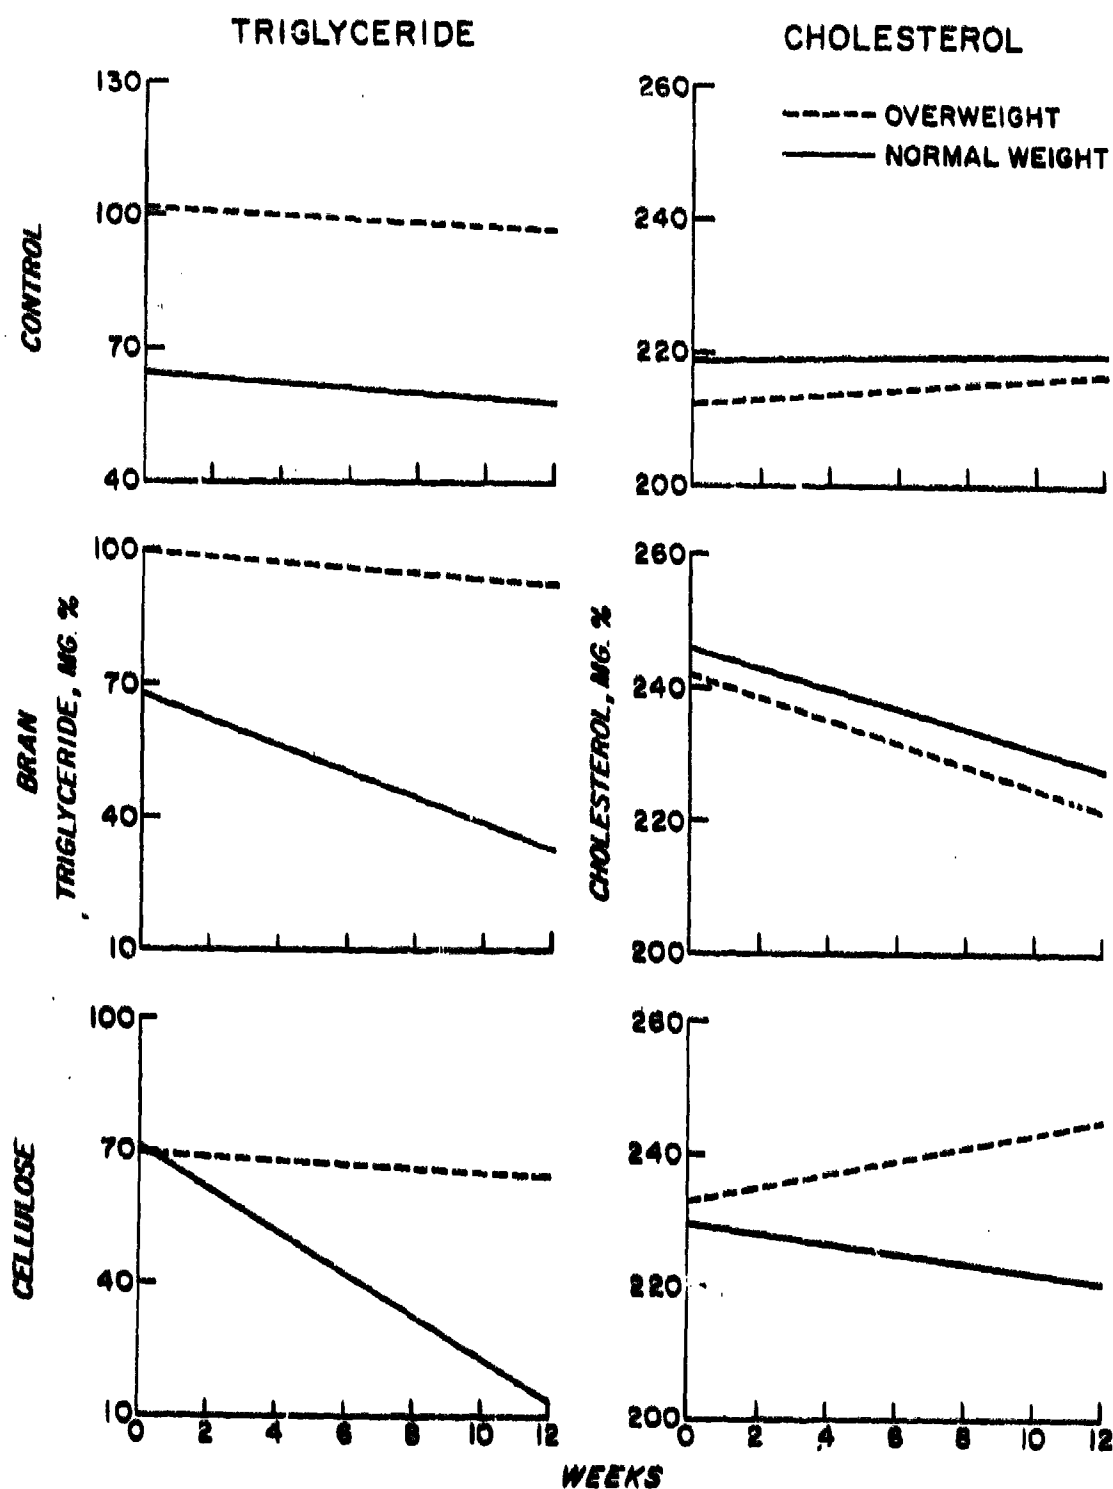 TRIGLYCERIDE
CHOLESTEROL
130
100
70
40
260
240
220
200
OVERWEIGHT
NORMAL WEIGHT
CONTROL
100
70
40
10
260
240
220
200
BRAN
TRIGLYCERIDE, MG. %
CHOLESTEROL, MG. %
100
70
40
10
0 2 4 6 8 10 12
260
240
220
200
0 2 4 6 8 10 12
CELLULOSE
WEEKS